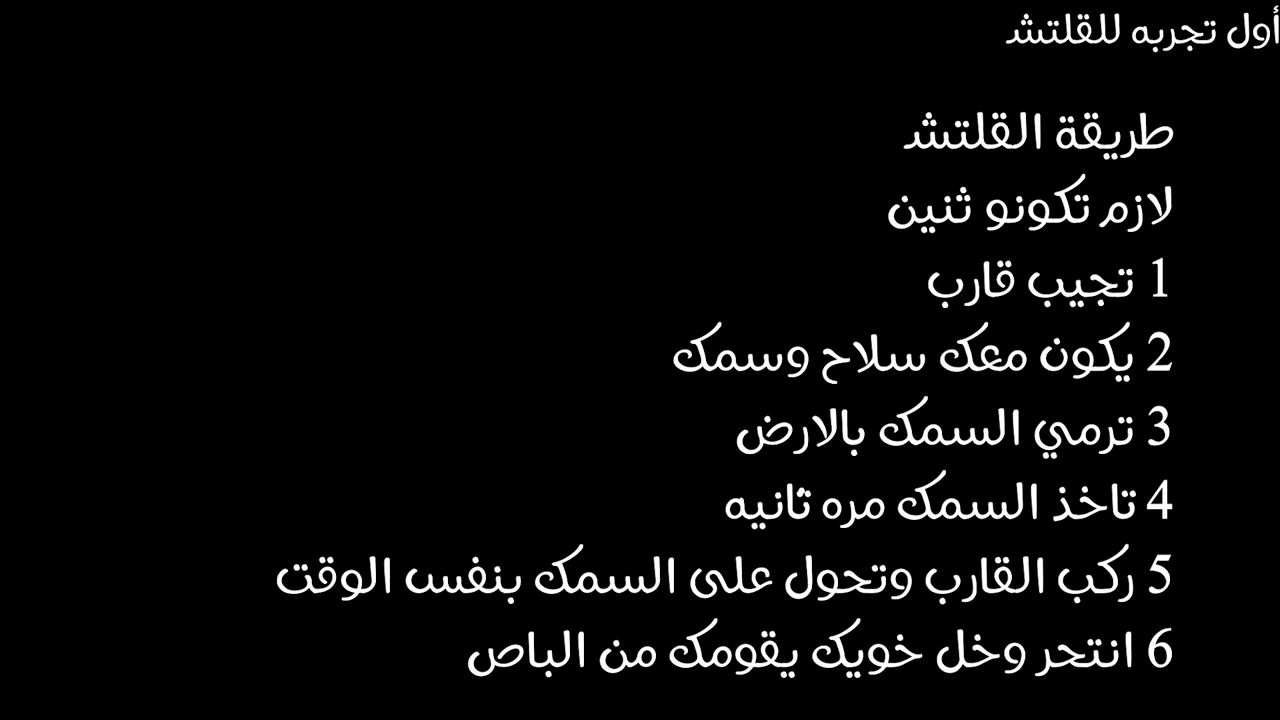 أول تجربه للقلتش
طريقة القلتش
لازم تكونو ثنين
1 تجيب قارب
2 يكون معك سلاح وسمك
3 ترمي السمك بالارض
4 تاخذ السمك مره ثانيه
5 ركب القارب وتحول على السمك بنفس الوقت
6 انتحر وخل خويك يقومك من الباص